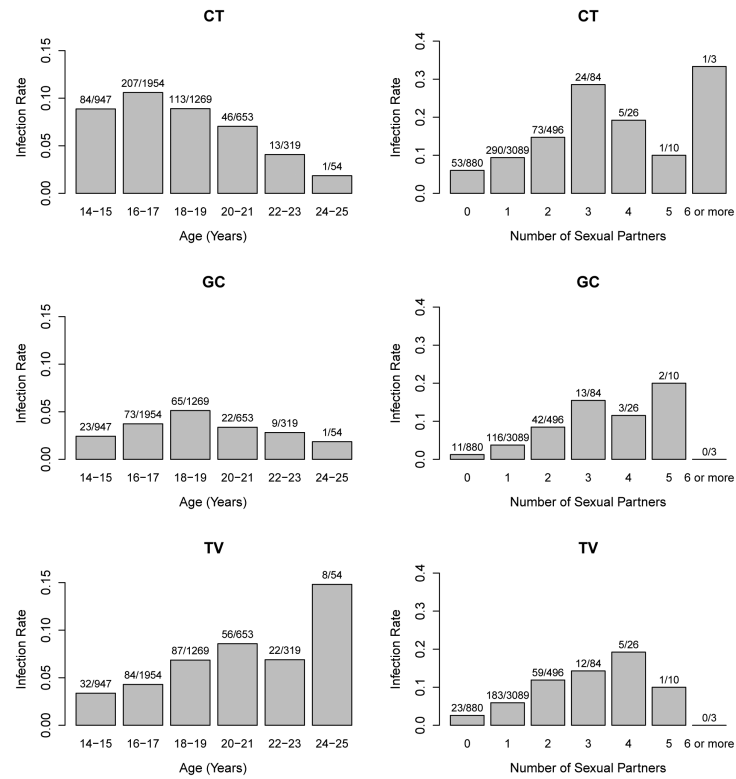 CT
Infection Rate
0.15
0.10
0.05
0.00
84/947
207/1954
113/1269
46/653
13/319
1/54
14−15 16−17 18−19 20−21 22−23 24−25
Age (Years)
CT
Infection Rate
0.4
0.3
0.2
0.1
0.0
53/880
290/3089
73/496
24/84
5/26
1/10
1/3
0 1 2 3 4 5 6 or more
Number of Sexual Partners
GC
Infection Rate
0.15
0.10
0.05
0.00
23/947
73/1954
65/1269
22/653
9/319
1/54
14−15 16−17 18−19 20−21 22−23 24−25
Age (Years)
GC
Infection Rate
0.4
0.3
0.2
0.1
0.0
11/880
116/3089
42/496
13/84
3/26
2/10
0/3
0 1 2 3 4 5 6 or more
Number of Sexual Partners
TV
Infection Rate
0.15
0.10
0.05
0.00
32/947
84/1954
87/1269
56/653
22/319
8/54
14−15 16−17 18−19 20−21 22−23 24−25
Age (Years)
TV
Infection Rate
0.4
0.3
0.2
0.1
0.0
23/880
183/3089
59/496
12/84
5/26
1/10
0/3
0 1 2 3 4 5 6 or more
Number of Sexual Partners